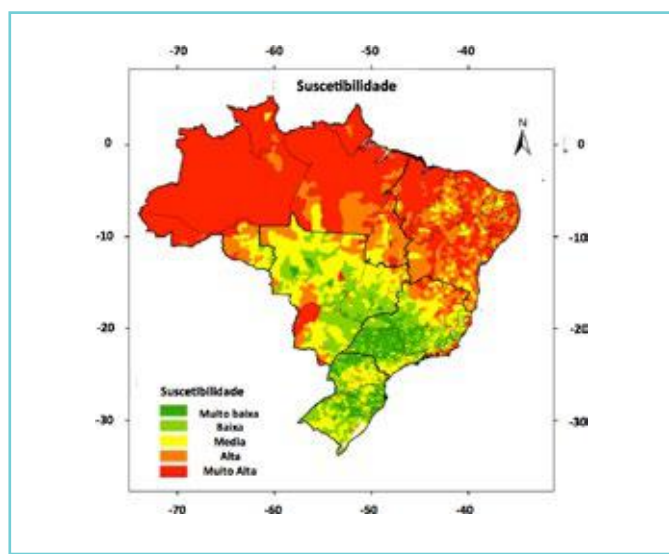 -70 -60 -50 -40
Suscetibilidade
N
0 0
-10 -10
-20 -20
-30 -30
Suscetibilidade
Muito baixa
Baixa
Media
Alta
Muito Alta
-70 -60 -50 -40